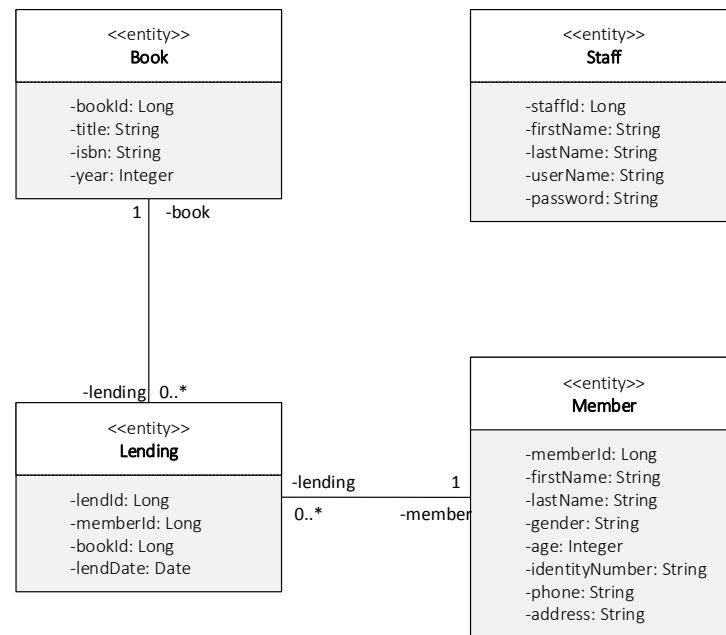 <<entity>>
Book
-bookId: Long
-title: String
-isbn: String
-year: Integer
1 -book
<<entity>>
Staff
-staffId: Long
-firstName: String
-lastName: String
-userName: String
-password: String
-lending 0..*
<<entity>>
Lending
-lendId: Long
-memberId: Long
-bookId: Long
-lendDate: Date
-lending 1
0..* -member
<<entity>>
Member
-memberId: Long
-firstName: String
-lastName: String
-gender: String
-age: Integer
-identityNumber: String
-phone: String
-address: String